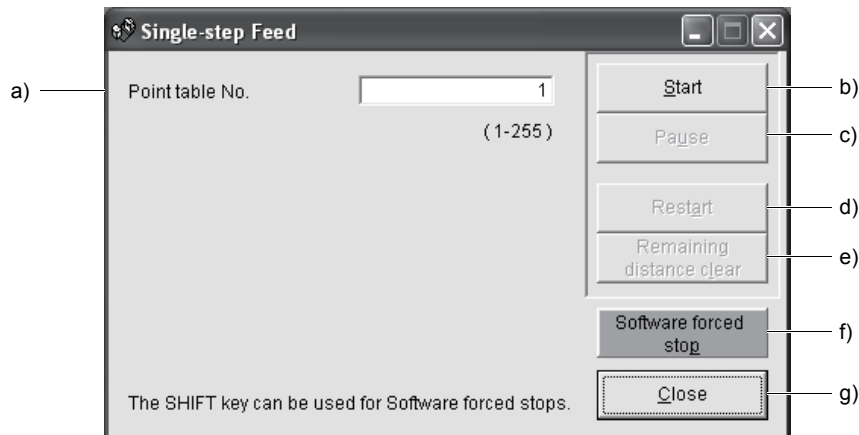 Single-step Feed
a)
Point table No.
1
(1-255)
Start
b)
Pause
c)
Restart
d)
Remaining
distance clear
e)
Software forced
stop
f)
The SHIFT key can be used for Software forced stops.
Close
g)